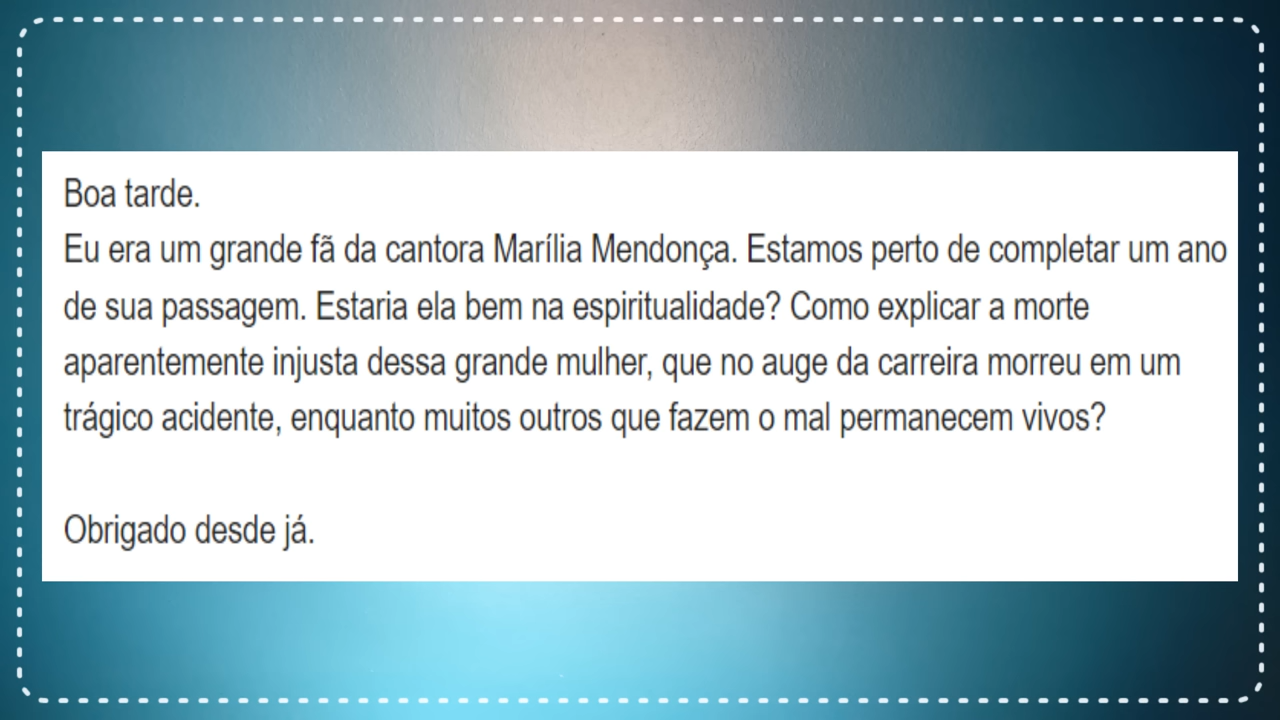 Boa tarde.
Eu era um grande fã da cantora Marília Mendonça. Estamos perto de completar um ano
de sua passagem. Estaria ela bem na espiritualidade? Como explicar a morte
aparentemente injusta dessa grande mulher, que no auge da carreira morreu em um
trágico acidente, enquanto muitos outros que fazem o mal permanecem vivos?
Obrigado desde já.